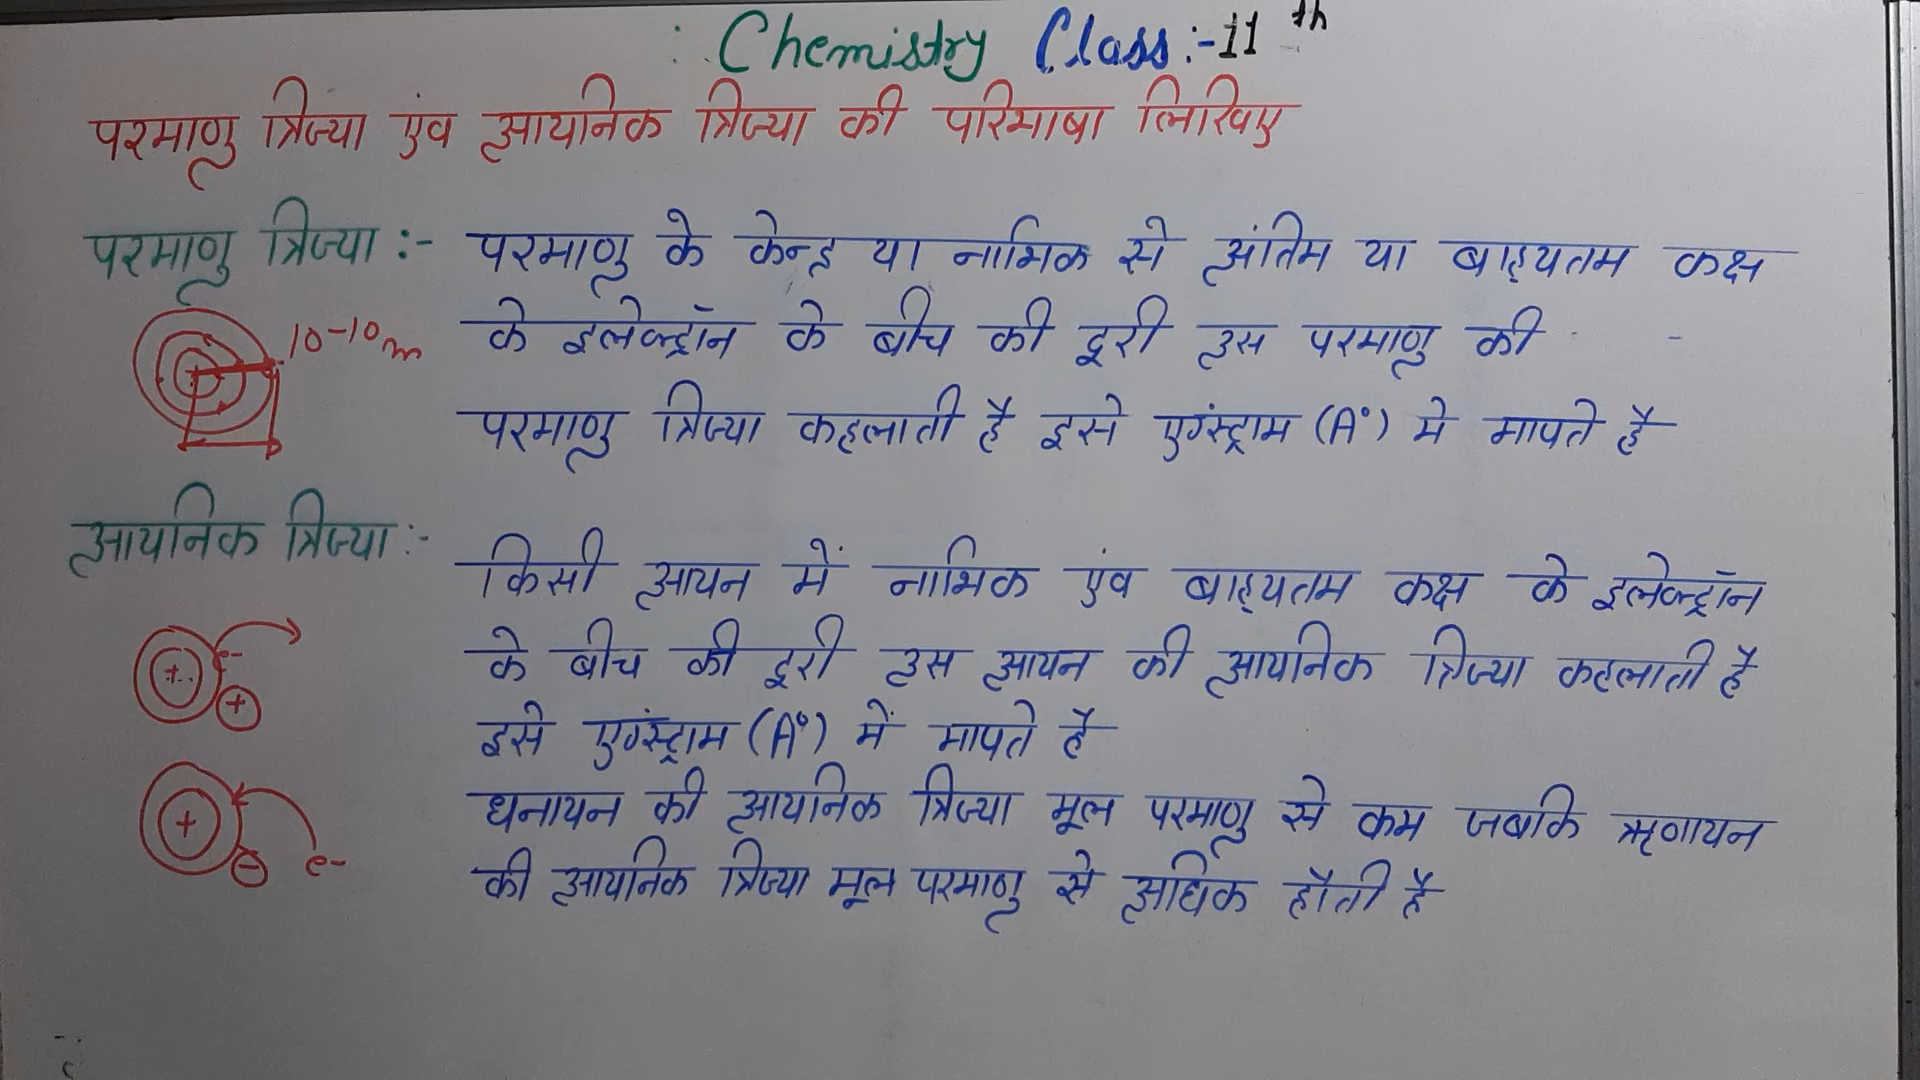 Chemistry Class:-11th
परमाणु त्रिज्या एंव आयनिक त्रिज्या की परिभाषा लिखिए
परमाणु त्रिज्या :- परमाणु के केन्द्र या नाभिक से अंतिम या बाह्यतम कक्ष
के इलेक्ट्रॉन के बीच की दूरी उस परमाणु की
10-10m
परमाणु त्रिज्या कहलाती है इसे एंग्स्ट्राम (A°) मे मापते है
आयनिक त्रिज्या:-
किसी आयन में नाभिक एंव बाह्यतम कक्ष के इलेक्ट्रॉन
के बीच की दूरी उस आयन की आयनिक त्रिज्या कहलाती है
+ e- +
इसे एंग्स्ट्राम (A°) में मापते है
धनायन की आयनिक त्रिज्या मूल परमाणु से कम जबकि ऋणायन
की आयनिक त्रिज्या मूल परमाणु से अधिक होती है
+ - e-